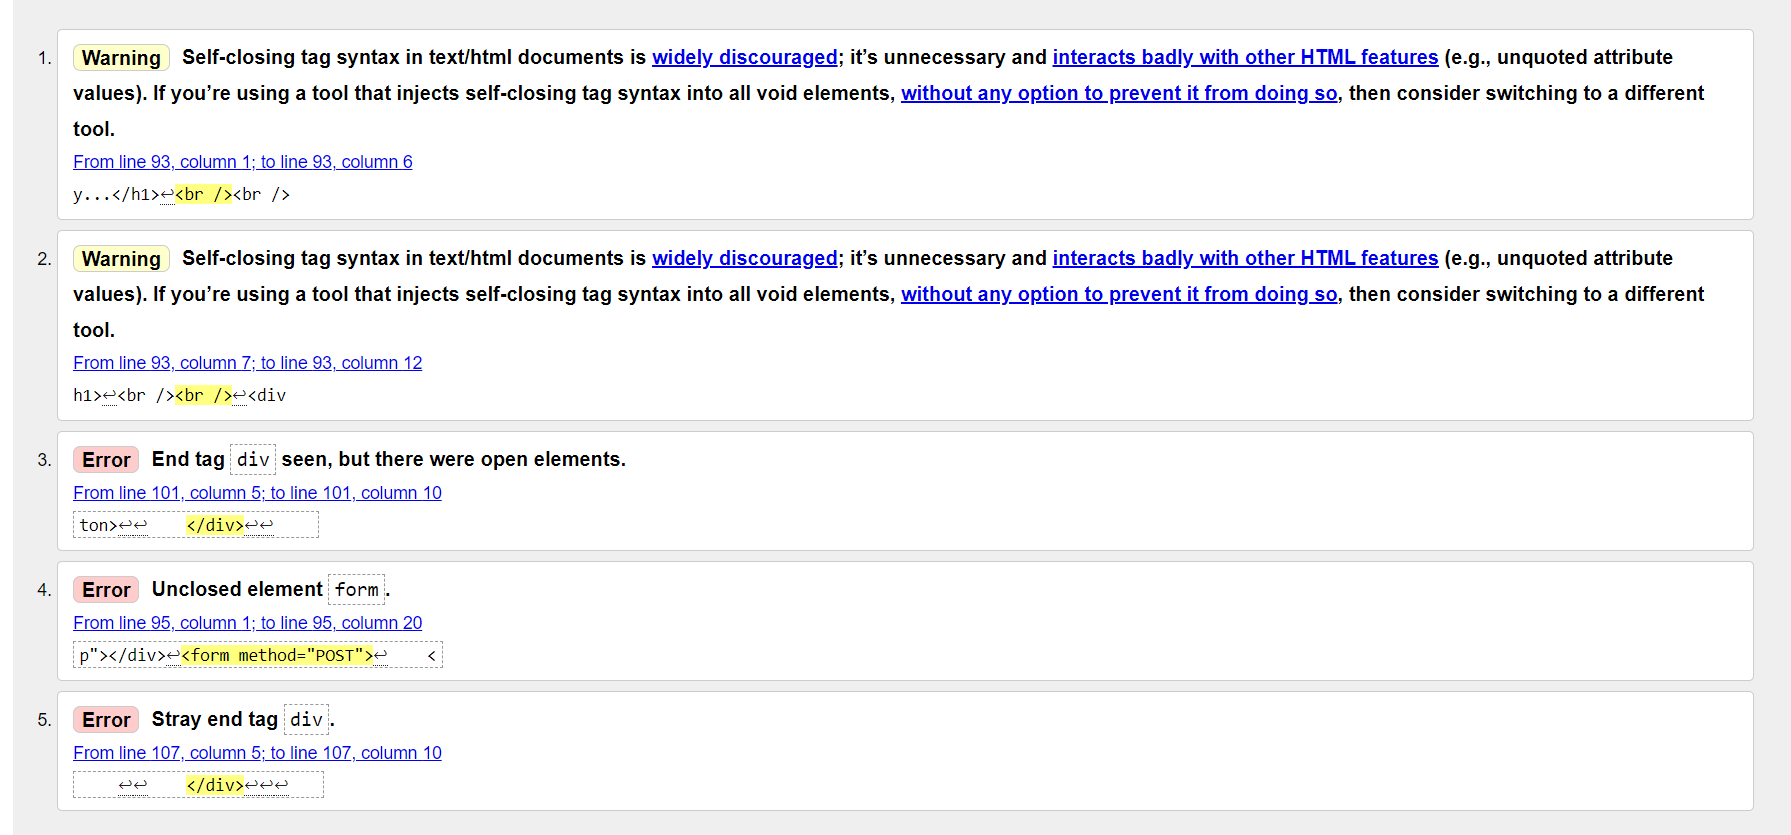 1. Warning Self-closing tag syntax in text/html documents is widely discouraged; it’s unnecessary and interacts badly with other HTML features (e.g., unquoted attribute
values). If you’re using a tool that injects self-closing tag syntax into all void elements, without any option to prevent it from doing so, then consider switching to a different
tool.
From line 93, column 1; to line 93, column 6
y...</h1>↩<br /><br />
2. Warning Self-closing tag syntax in text/html documents is widely discouraged; it’s unnecessary and interacts badly with other HTML features (e.g., unquoted attribute
values). If you’re using a tool that injects self-closing tag syntax into all void elements, without any option to prevent it from doing so, then consider switching to a different
tool.
From line 93, column 7; to line 93, column 12
h1>↩<br /><br />↩<div
3. Error End tag div seen, but there were open elements.
From line 101, column 5; to line 101, column 10
ton>↩↩    </div>↩↩
4. Error Unclosed element form.
From line 95, column 1; to line 95, column 20
p"></div>↩<form method="POST">↩    <
5. Error Stray end tag div.
From line 107, column 5; to line 107, column 10
↩↩    </div>↩↩↩